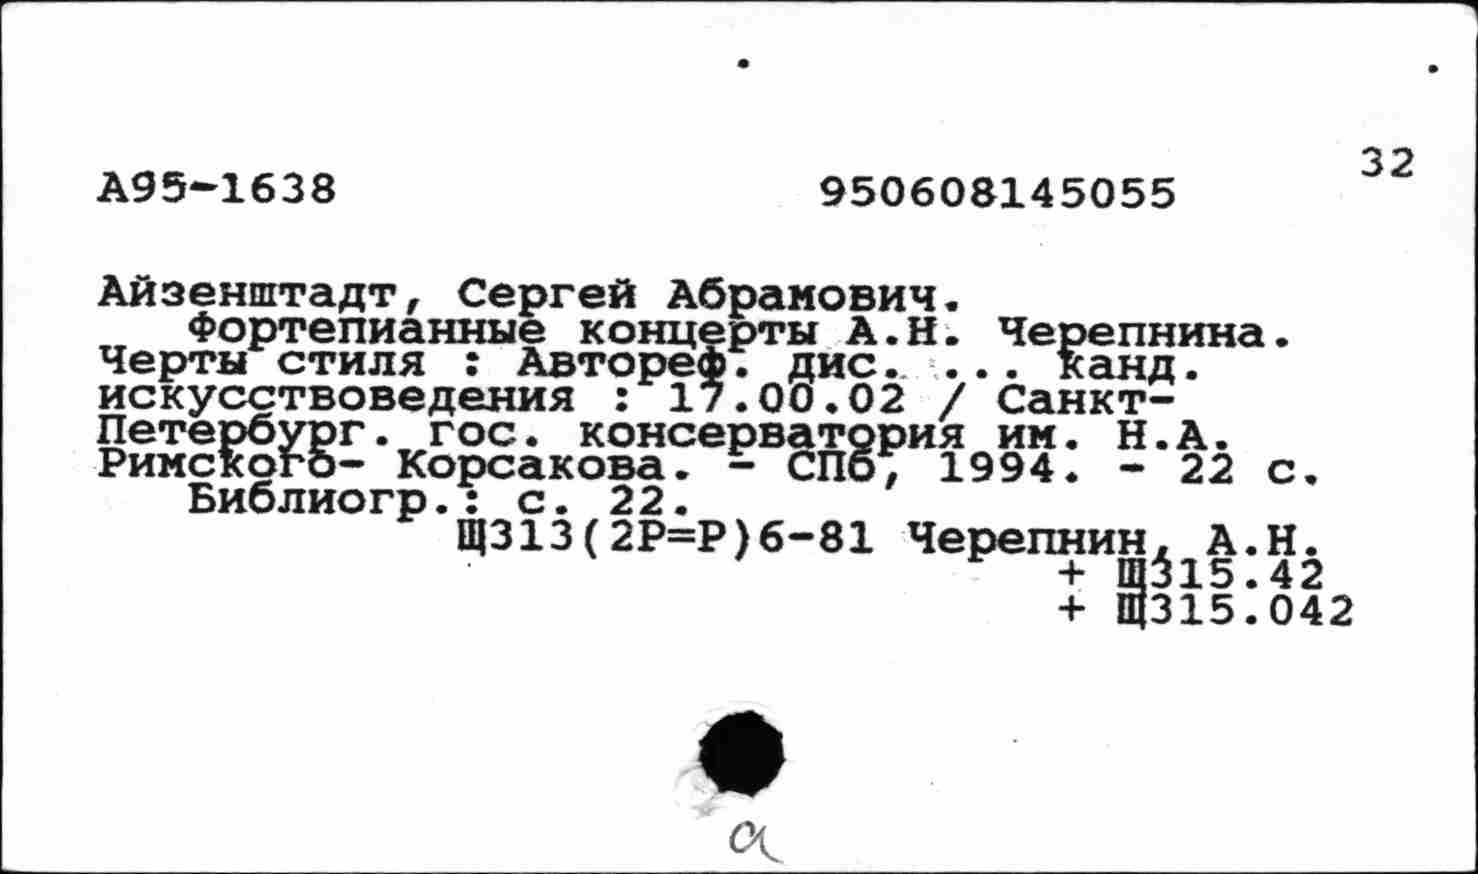 32
А95-1638 950608145055
Айзенштадт, Сергей Абрамович.
Фортепианные концерты А.Н. Черепнина.
Черты стиля : Автореф. дис. ... канд.
искусствоведения : 17.00.02 / Санкт-
Петербург. гос. консерватория им. Н.А.
Римского- Корсакова. - СПб, 1994. - 22 с.
Библиогр.: с. 22.
Щ313(2Р=Р)6-81 Черепнин, А.Н.
+ Щ315.42
+ Щ315.042
а